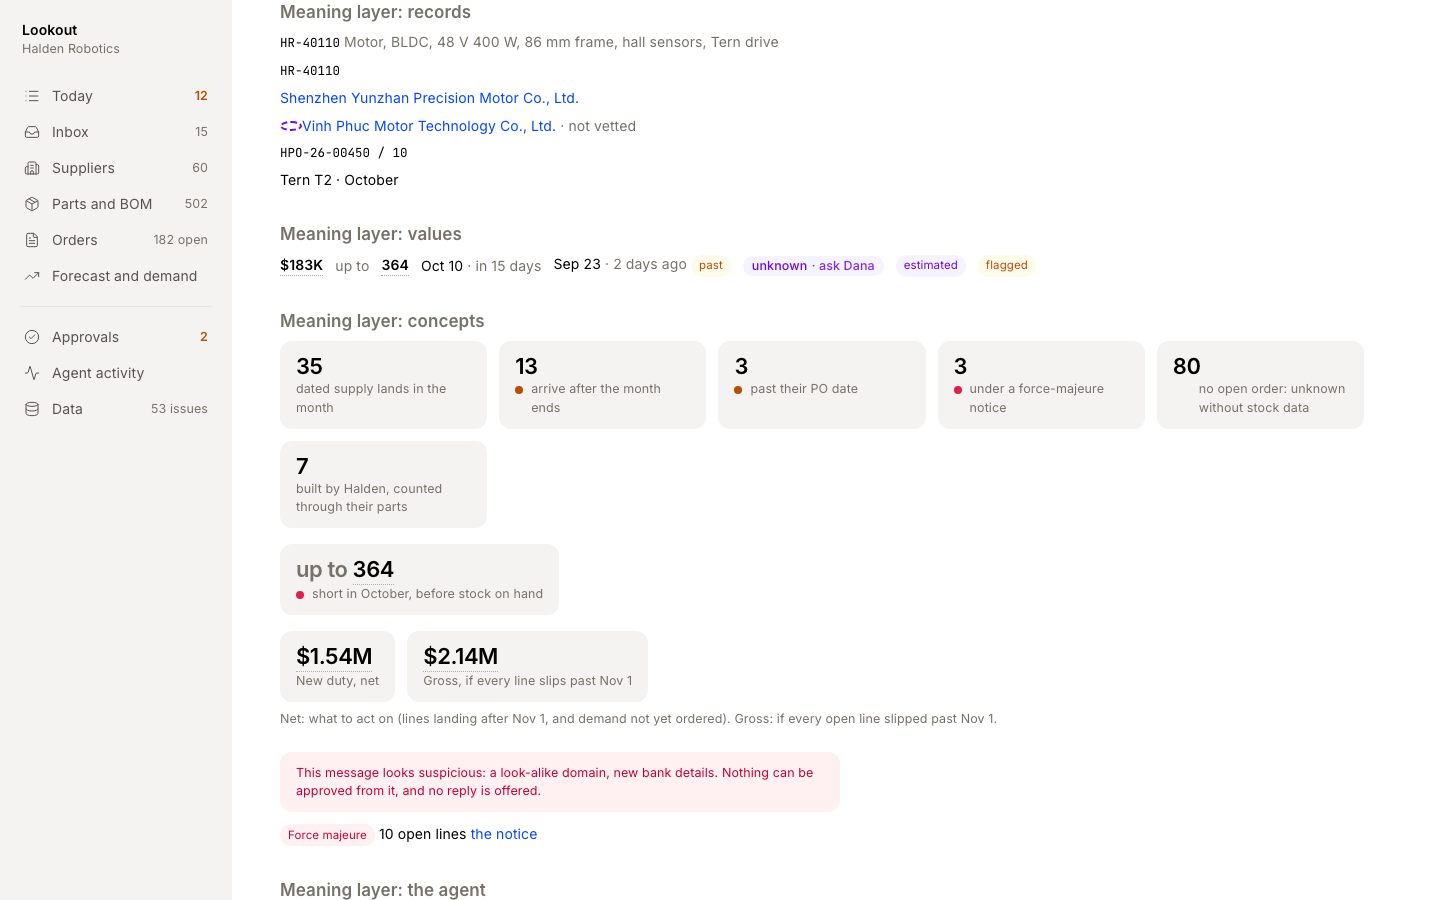 Lookout
Halden Robotics
Today 12
Inbox 15
Suppliers 60
Parts and BOM 502
Orders 182 open
Forecast and demand
Approvals 2
Agent activity
Data 53 issues
Meaning layer: records
HR-40110 Motor, BLDC, 48 V 400 W, 86 mm frame, hall sensors, Tern drive
HR-40110
Shenzhen Yunzhan Precision Motor Co., Ltd.
Vinh Phuc Motor Technology Co., Ltd. · not vetted
HPO-26-00450 / 10
Tern T2 · October
Meaning layer: values
$183K up to 364 Oct 10 · in 15 days Sep 23 · 2 days ago past unknown · ask Dana estimated flagged
Meaning layer: concepts
35
dated supply lands in the
month
13
arrive after the month
ends
3
past their PO date
3
under a force-majeure
notice
80
no open order: unknown
without stock data
7
built by Halden, counted
through their parts
up to 364
short in October, before stock on hand
$1.54M
New duty, net
$2.14M
Gross, if every line slips past Nov 1
Net: what to act on (lines landing after Nov 1, and demand not yet ordered). Gross: if every open line slipped past Nov 1.
This message looks suspicious: a look-alike domain, new bank details. Nothing can be
approved from it, and no reply is offered.
Force majeure 10 open lines the notice
Meaning layer: the agent